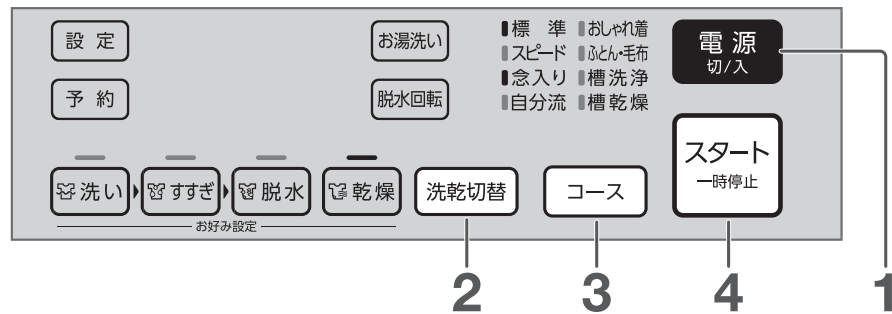 設 定
お湯洗い
標 準
おしゃれ着
スピード
ふとん・毛布
念入り
槽洗浄
自分流
槽乾燥
電 源
切/入
予 約
脱水回転
スタート
一時停止
洗い
すすぎ
脱水
乾燥
洗乾切替
コース
お好み設定
2
3
4
1